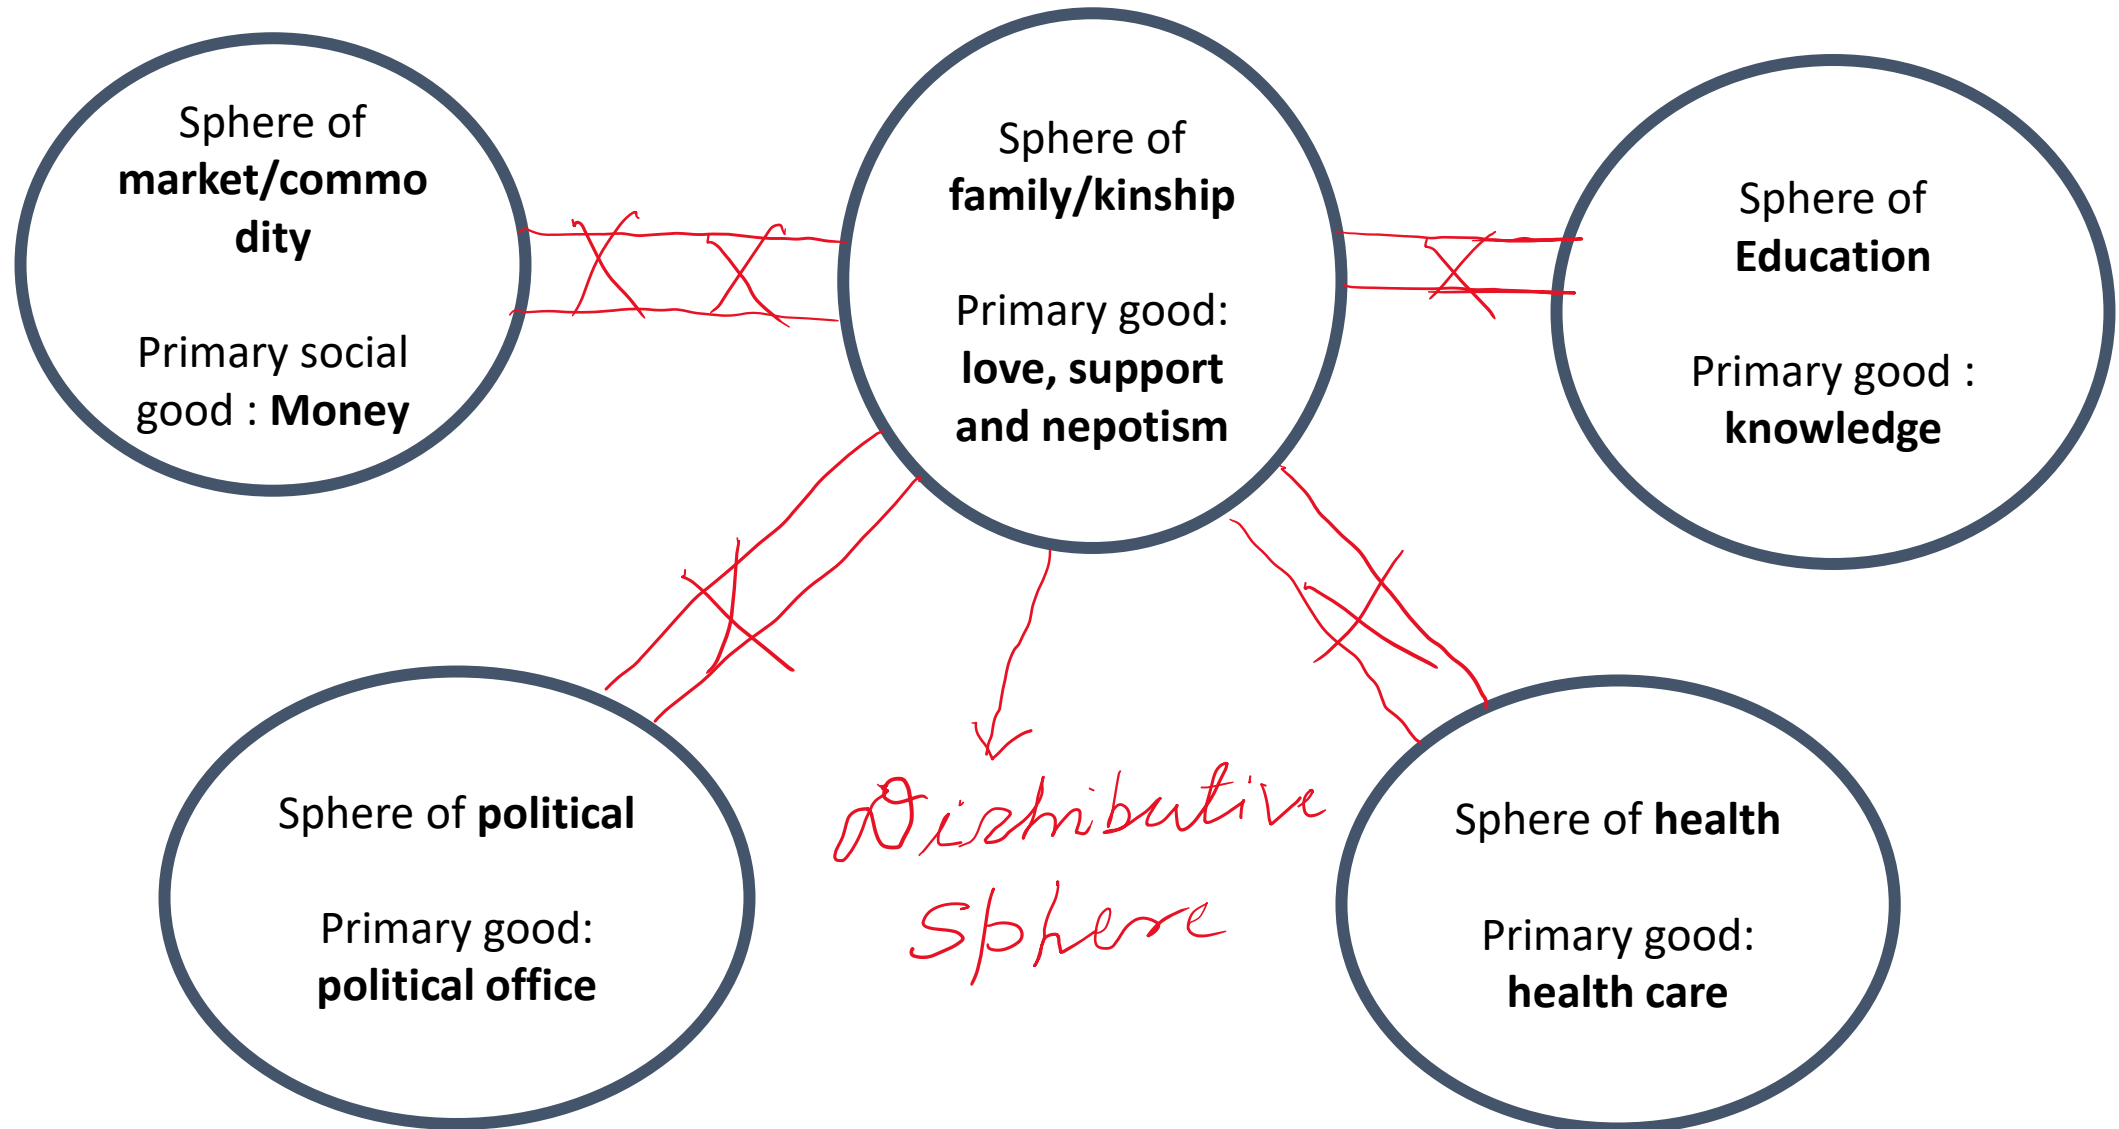 Sphere of
market/commo
dity
Primary social
good : Money
Sphere of
family/kinship
Primary good:
love, support
and nepotism
Sphere of
Education
Primary good :
knowledge
Sphere of political
Primary good:
political office
Distributive
Sphere
Sphere of health
Primary good:
health care